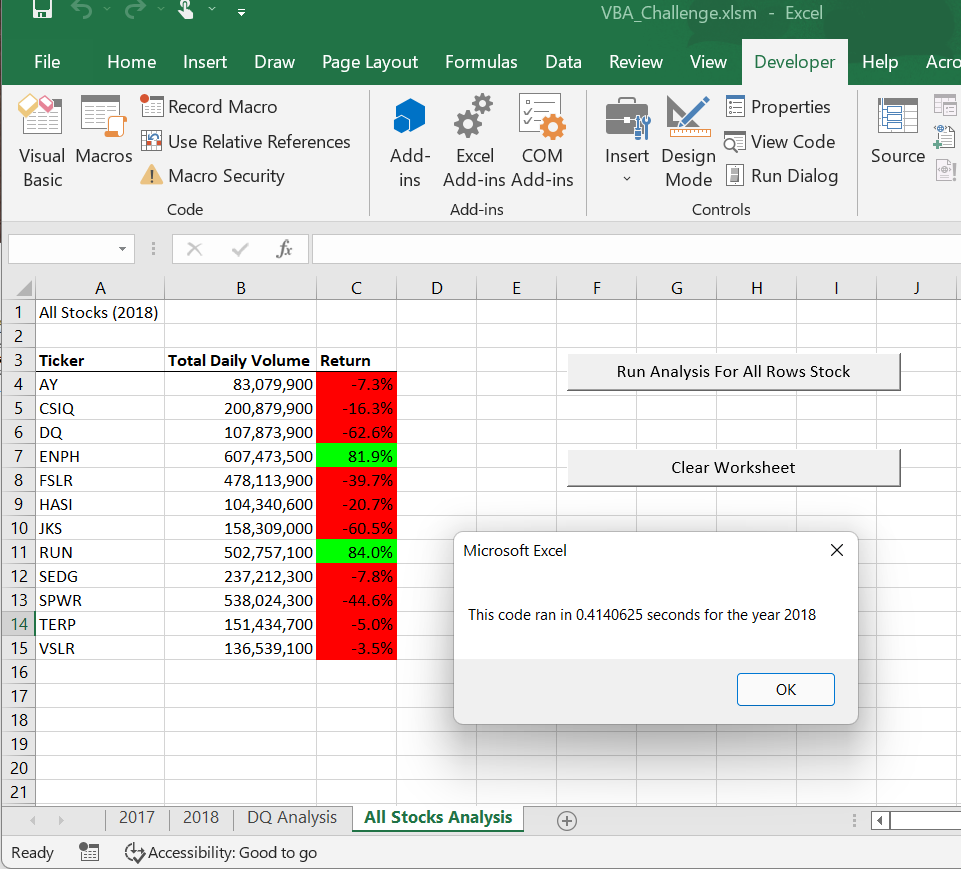 VBA_Challenge.xlsm - Excel
File Home Insert Draw Page Layout Formulas Data Review View Developer Help Acro
Visual Basic
Macros
Record Macro
Use Relative References
Macro Security
Code
Add-ins
Excel Add-ins
COM Add-ins
Add-ins
Insert
Design Mode
Properties
View Code
Run Dialog
Controls
Source
fx
A B C D E F G H I J
1 All Stocks (2018)
2
3 Ticker Total Daily Volume Return
Run Analysis For All Rows Stock
4 AY 83,079,900 -7.3%
5 CSIQ 200,879,900 -16.3%
6 DQ 107,873,900 -62.6%
7 ENPH 607,473,500 81.9%
Clear Worksheet
8 FSLR 478,113,900 -39.7%
9 HASI 104,340,600 -20.7%
10 JKS 158,309,000 -60.5%
11 RUN 502,757,100 84.0%
12 SEDG 237,212,300 -7.8%
13 SPWR 538,024,300 -44.6%
14 TERP 151,434,700 -5.0%
15 VSLR 136,539,100 -3.5%
16
17
18
19
20
21
Microsoft Excel
This code ran in 0.4140625 seconds for the year 2018
OK
2017 2018 DQ Analysis All Stocks Analysis
Ready
Accessibility: Good to go